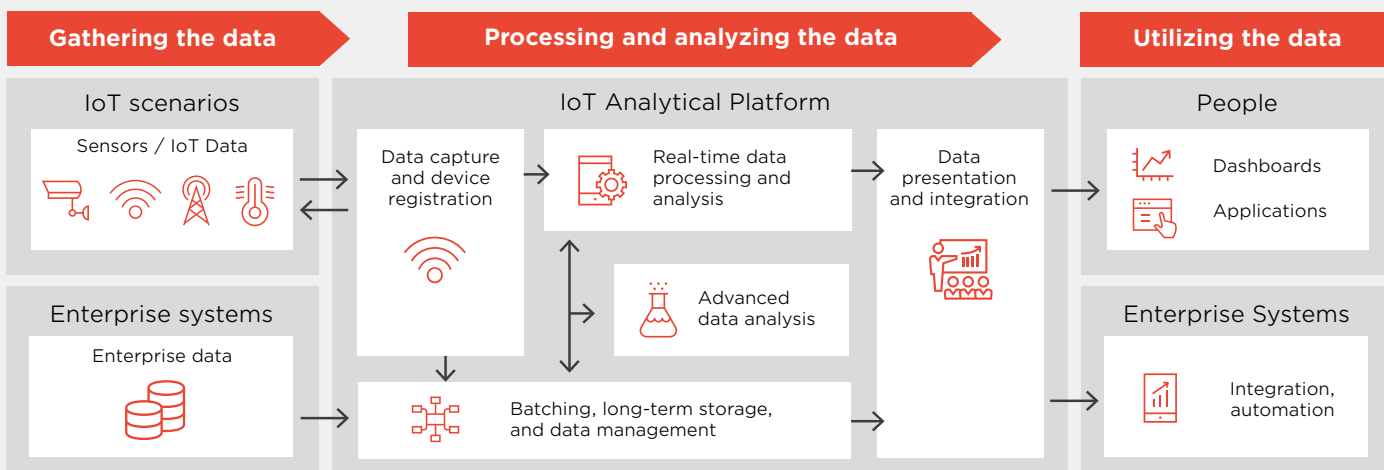 Gathering the data
Processing and analyzing the data
Utilizing the data
IoT scenarios
Sensors / IoT Data
Enterprise systems
Enterprise data
IoT Analytical Platform
Data capture
and device
registration
Real-time data
processing and
analysis
Advanced
data analysis
Batching, long-term storage,
and data management
Data
presentation
and integration
People
Dashboards
Applications
Enterprise Systems
Integration,
automation